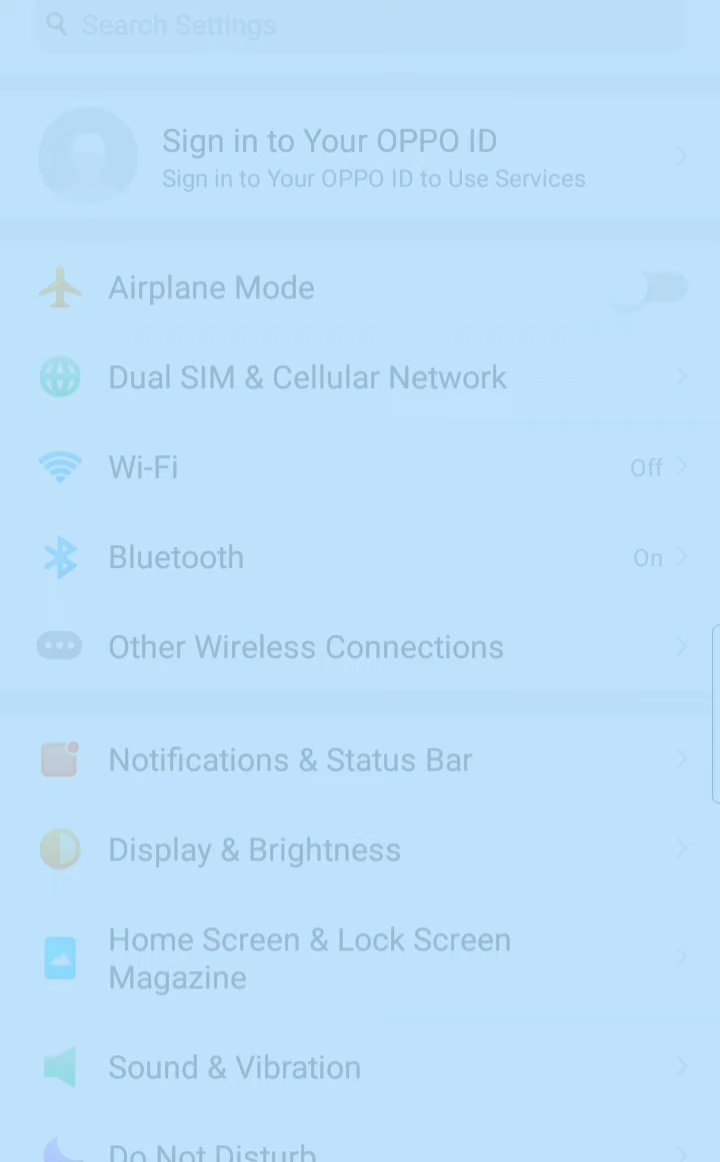 Search Settings
Sign in to Your OPPO ID
Sign in to Your OPPO ID to Use Services
Airplane Mode
Dual SIM & Cellular Network
Wi-Fi Off
Bluetooth On
Other Wireless Connections
Notifications & Status Bar
Display & Brightness
Home Screen & Lock Screen
Magazine
Sound & Vibration
Do Not Disturb